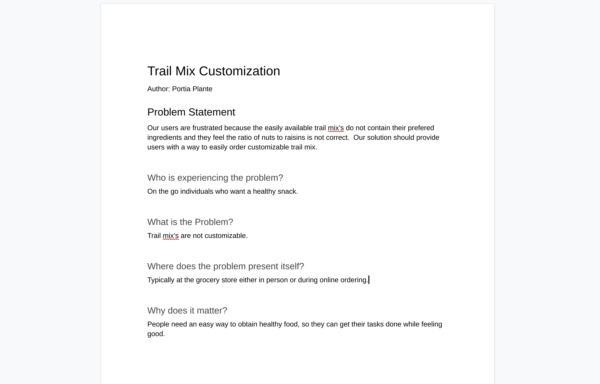 Trail Mix Customization
Author: Portia Plante
Problem Statement
Our users are frustrated because the easily available trail mix's do not contain their prefered
ingredients and they feel the ratio of nuts to raisins is not correct.  Our solution should provide
users with a way to easily order customizable trail mix.
Who is experiencing the problem?
On the go individuals who want a healthy snack.
What is the Problem?
Trail mix's are not customizable.
Where does the problem present itself?
Typically at the grocery store either in person or during online ordering.
Why does it matter?
People need an easy way to obtain healthy food, so they can get their tasks done while feeling
good.